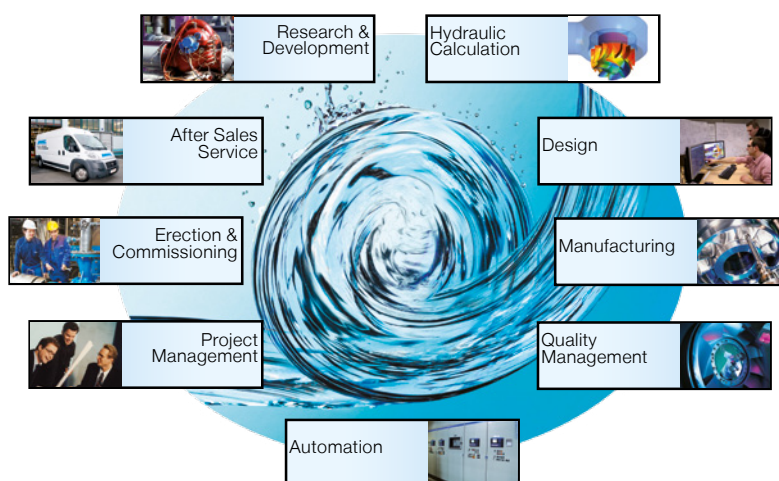 Research &
Development
Hydraulic
Calculation
After Sales
Service
Design
Erection &
Commissioning
Manufacturing
Project
Management
Quality
Management
Automation